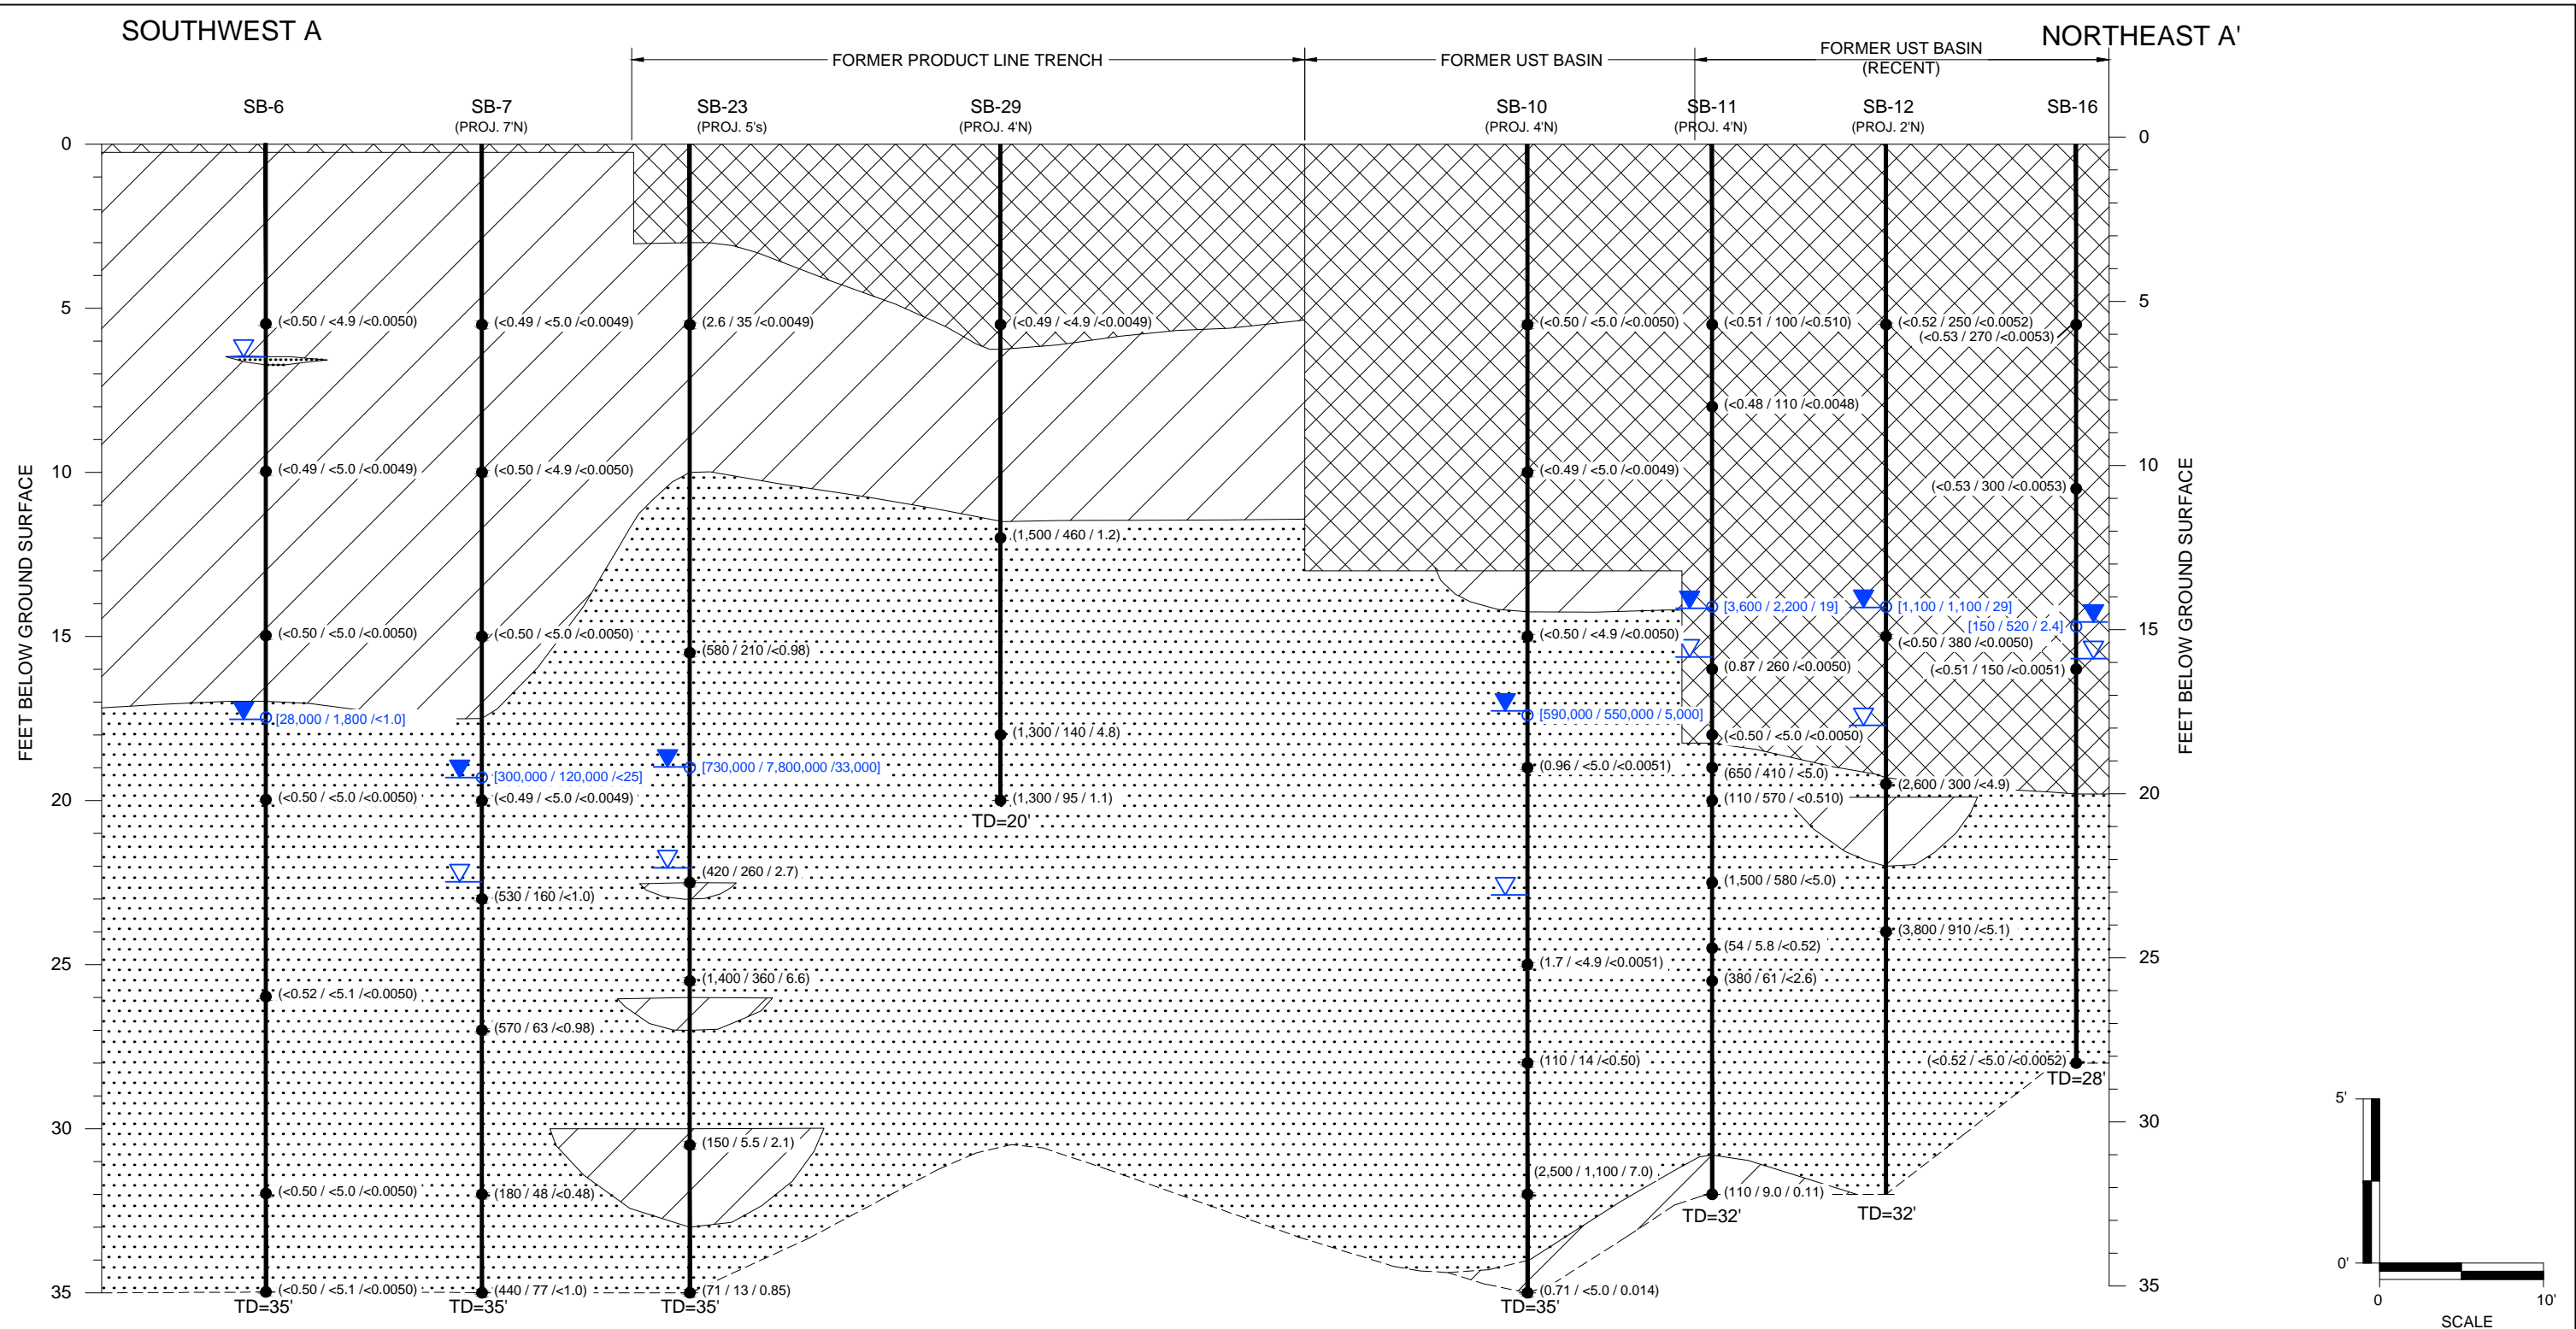 SOUTHWEST A
NORTHEAST A'
FORMER PRODUCT LINE TRENCH
FORMER UST BASIN
FORMER UST BASIN
(RECENT)
SB-6
SB-7
(PROJ. 7'N)
SB-23
(PROJ. 5's)
SB-29
(PROJ. 4'N)
SB-10
(PROJ. 4'N)
SB-11
(PROJ. 4'N)
SB-12
(PROJ. 2'N)
SB-16
FEET BELOW GROUND SURFACE
0
5
10
15
20
25
30
35
(<0.50 / <4.9 /<0.0050)
(<0.49 / <5.0 /<0.0049)
(<0.50 / <5.0 /<0.0050)
[28,000 / 1,800 /<1.0]
(<0.50 / <5.0 /<0.0050)
(<0.52 / <5.1 /<0.0050)
(<0.50 / <5.0 /<0.0050)
(<0.50 / <5.1 /<0.0050)
TD=35'
(<0.49 / <5.0 /<0.0049)
(<0.50 / <4.9 /<0.0050)
(<0.50 / <5.0 /<0.0050)
[300,000 / 120,000 /<25]
(<0.49 / <5.0 /<0.0049)
(530 / 160 /<1.0)
(570 / 63 /<0.98)
(180 / 48 /<0.48)
(440 / 77 /<1.0)
TD=35'
(2.6 / 35 /<0.0049)
(580 / 210 /<0.98)
[730,000 / 7,800,000 /33,000]
(420 / 260 / 2.7)
(1,400 / 360 / 6.6)
(150 / 5.5 / 2.1)
(71 / 13 / 0.85)
TD=35'
(<0.49 / <4.9 /<0.0049)
(1,500 / 460 / 1.2)
(1,300 / 140 / 4.8)
(1,300 / 95 / 1.1)
TD=20'
(<0.50 / <5.0 /<0.0050)
(<0.49 / <5.0 /<0.0049)
(<0.50 / <4.9 /<0.0050)
[590,000 / 550,000 / 5,000]
(0.96 / <5.0 /<0.0051)
(1.7 / <4.9 /<0.0051)
(110 / 14 /<0.50)
(2,500 / 1,100 / 7.0)
(0.71 / <5.0 / 0.014)
TD=35'
(<0.51 / 100 /<0.510)
(<0.48 / 110 /<0.0048)
[3,600 / 2,200 / 19]
(0.87 / 260 /<0.0050)
(<0.50 / <5.0 /<0.0050)
(650 / 410 / <5.0)
(110 / 570 / <0.510)
(1,500 / 580 /<5.0)
(54 / 5.8 /<0.52)
(380 / 61 /<2.6)
(110 / 9.0 / 0.11)
TD=32'
(<0.52 / 250 /<0.0052)
[1,100 / 1,100 / 29]
(<0.50 / 380 /<0.0050)
(2,600 / 300 /<4.9)
(3,800 / 910 /<5.1)
TD=32'
(<0.53 / 270 /<0.0053)
(<0.53 / 300 /<0.0053)
[150 / 520 / 2.4]
(<0.51 / 150 /<0.0051)
(<0.52 / <5.0 /<0.0052)
TD=28'
0
5
10
15
20
25
30
35
FEET BELOW GROUND SURFACE
5'
0'
0
10'
SCALE